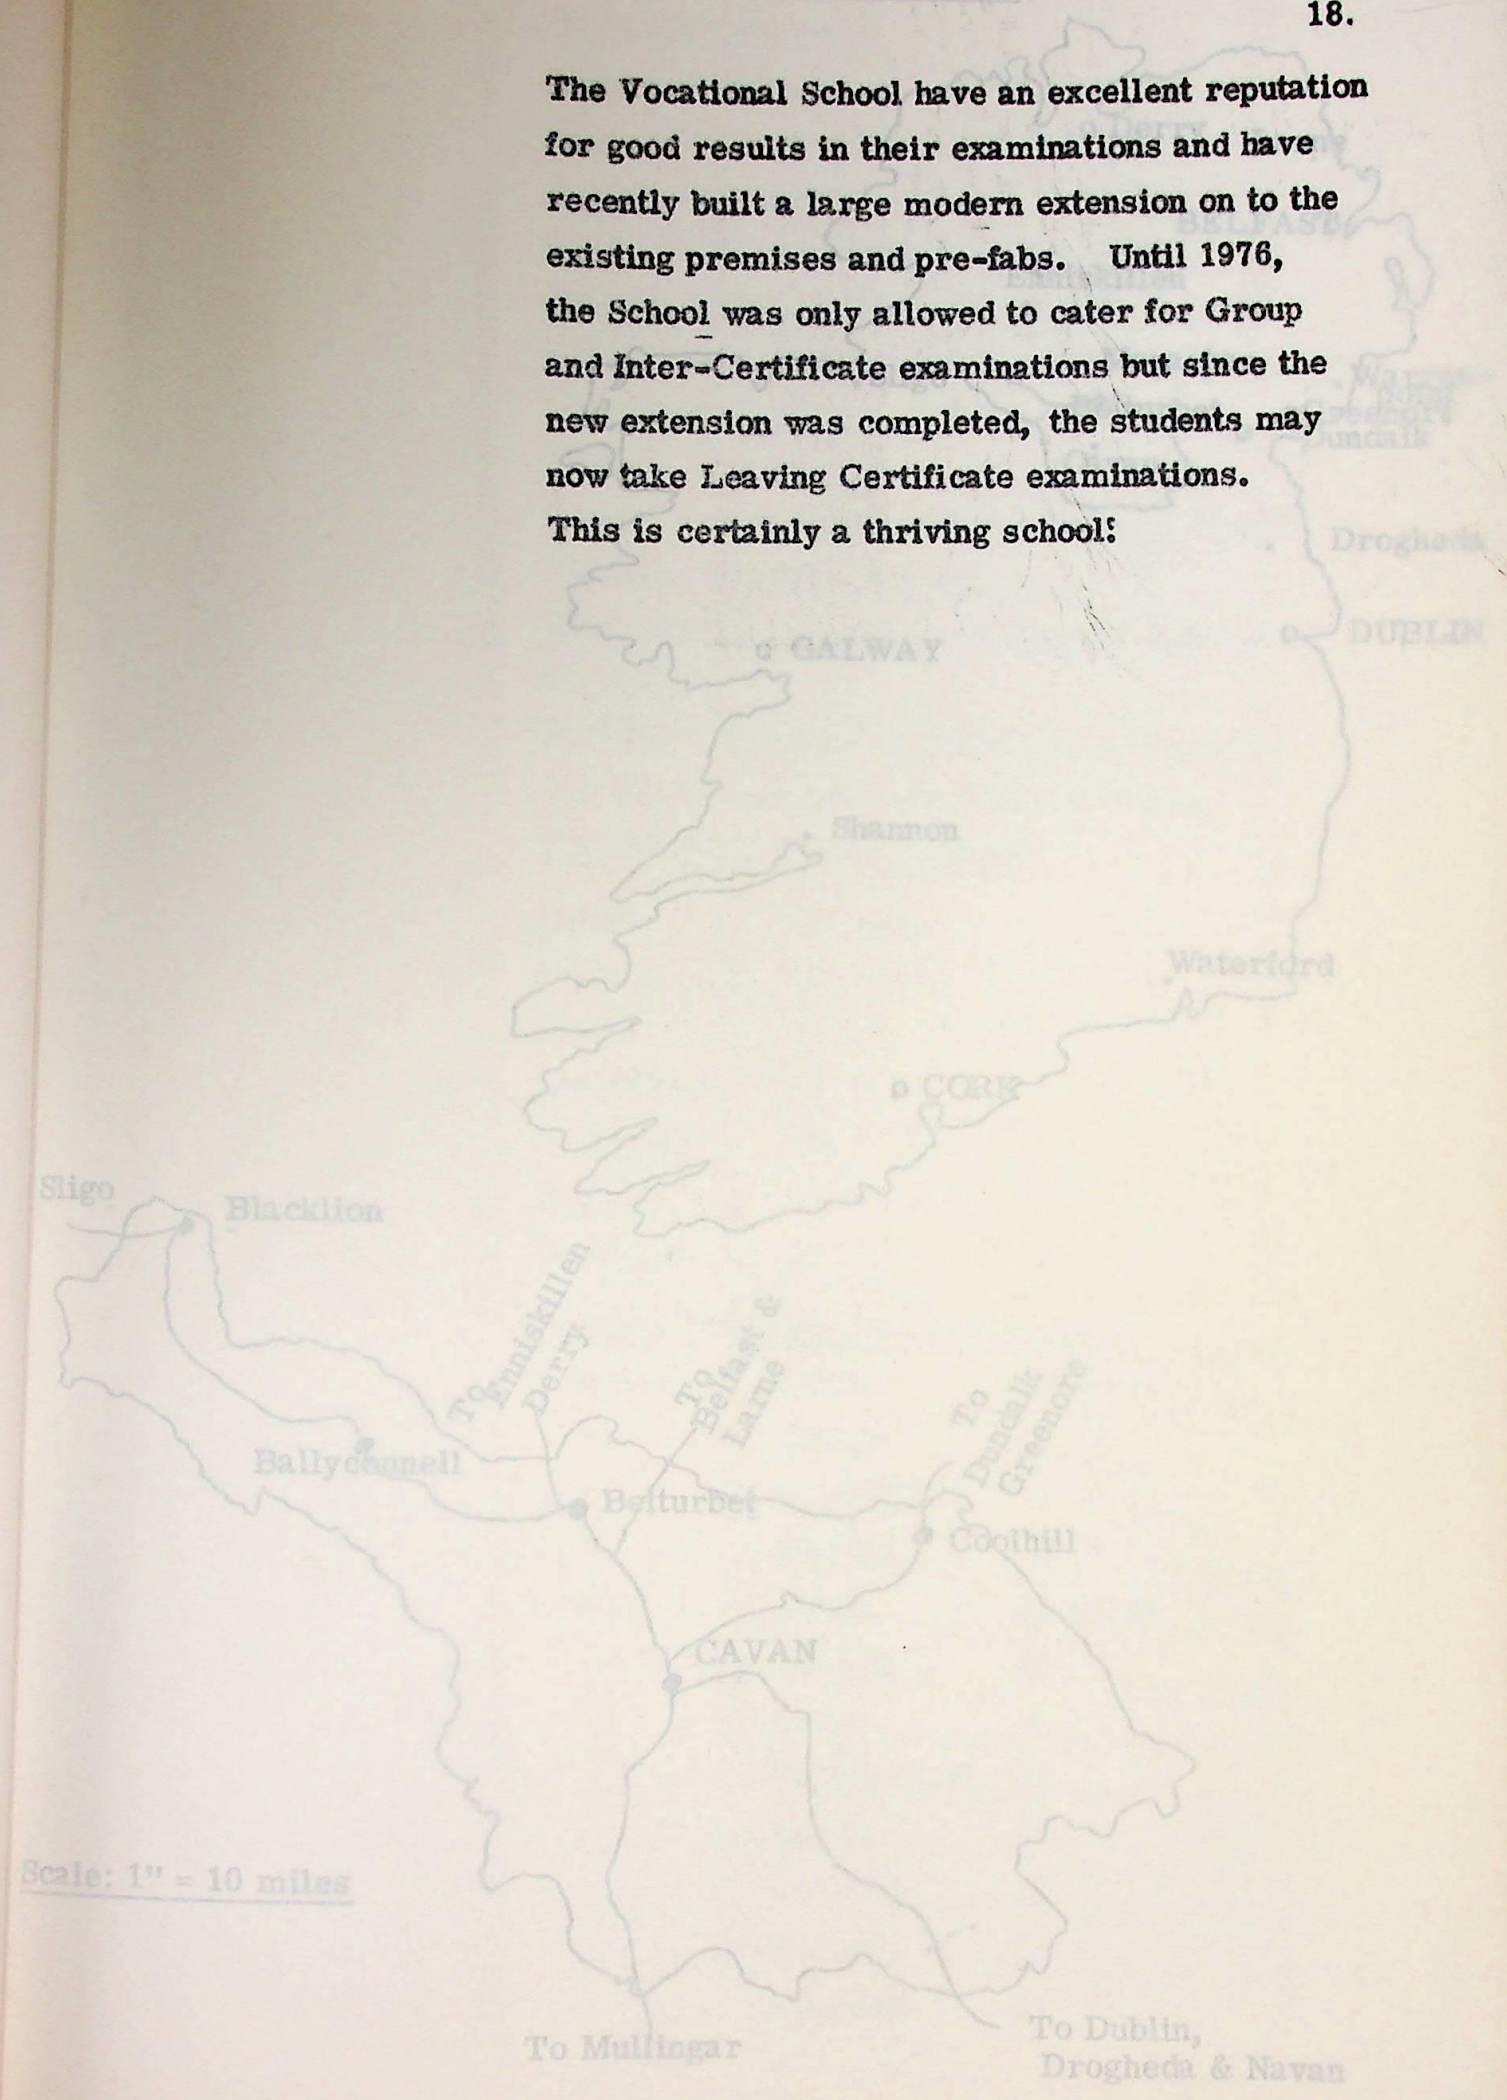 18.
The Vocational School have an excellent reputation
for good results in their examinations and have
recently built a large modern extension on to the
existing premises and pre-fabs. Until 1976,
the School was only allowed to cater for Group
and Inter-Certificate examinations but since the
new extension was completed, the students may
now take Leaving Certificate examinations.
This is certainly a thriving school!
Derry
BELFAST
Enniskillen
Dundalk
Drogheda
DUBLIN
GALWAY
Shannon
Waterford
CORK
Sligo
Blacklion
To
Enniskillen
Derry
To
Belfast &
Larne
To
Dundalk
Greenore
Ballyconnell
Belturbet
Coothill
CAVAN
Scale: 1" = 10 miles
To Mullingar
To Dublin,
Drogheda & Navan